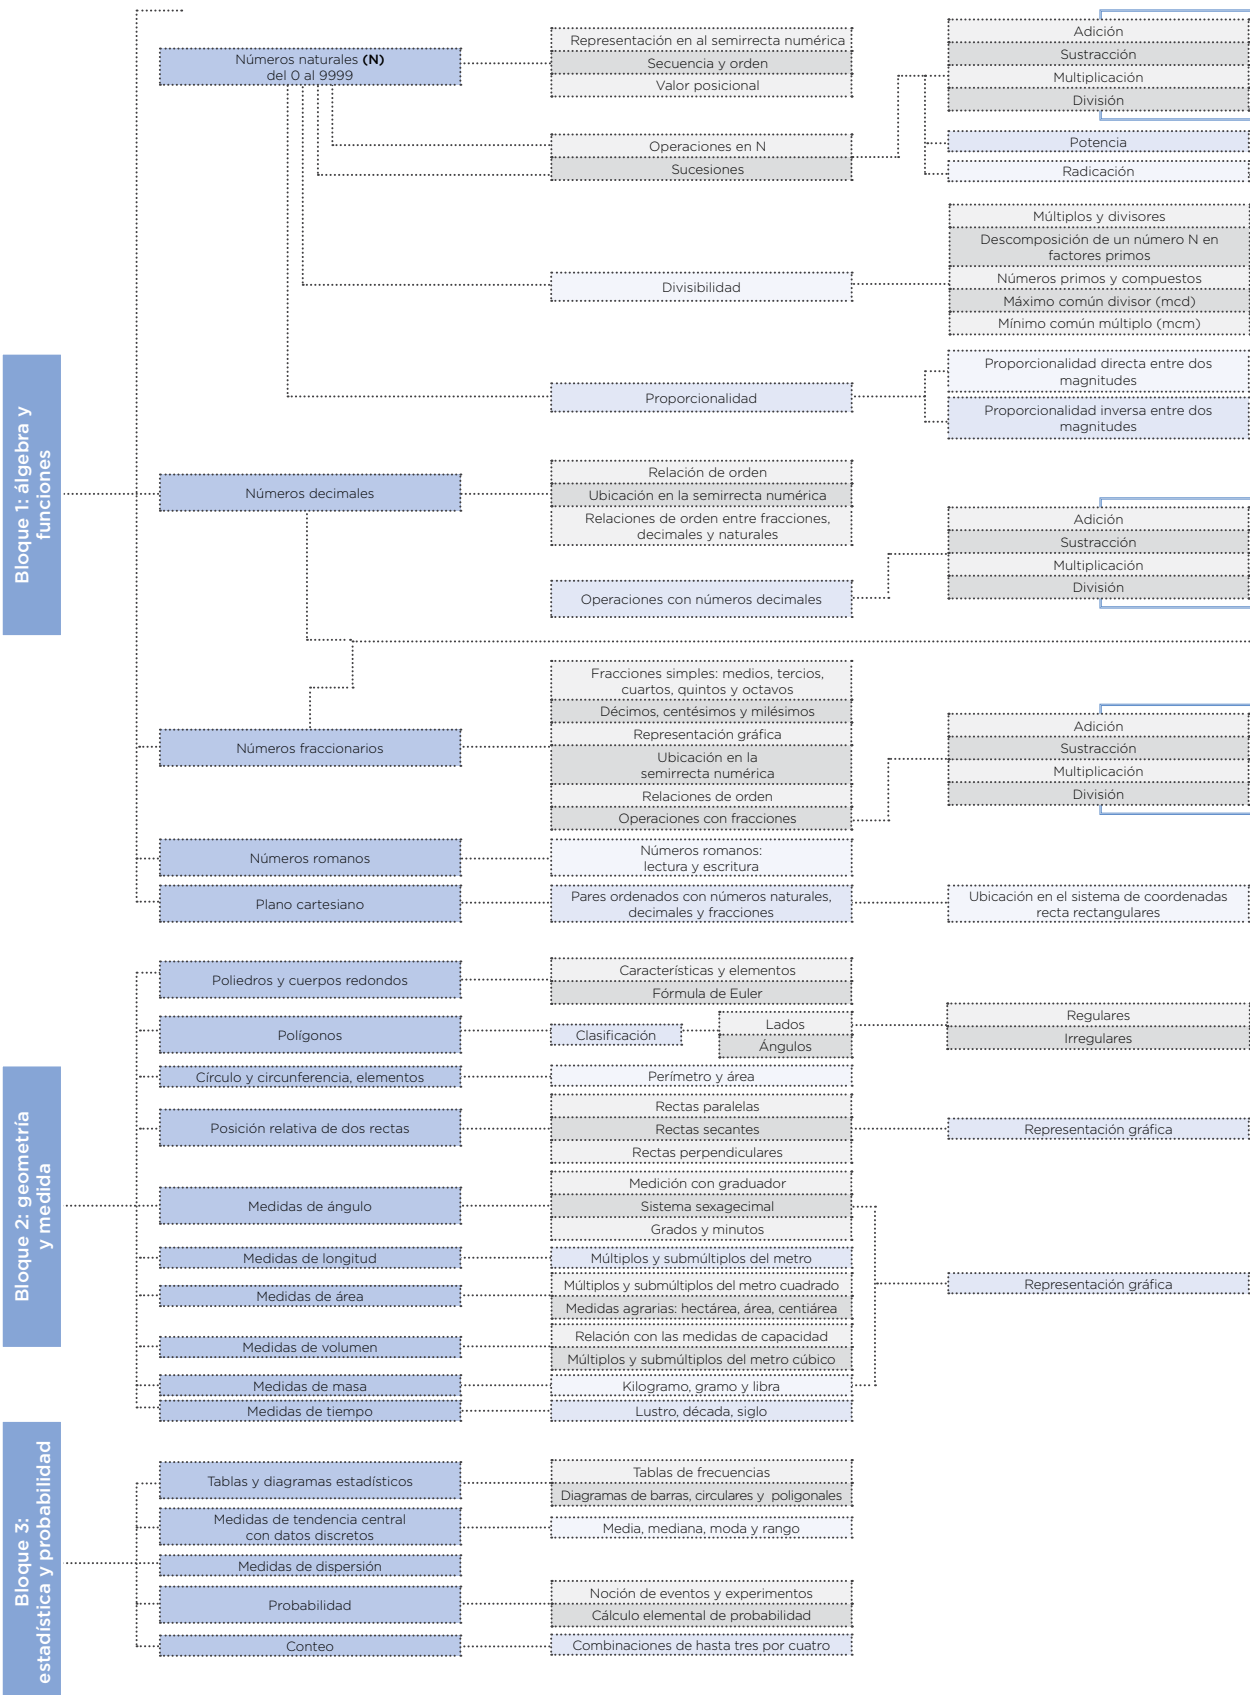 Bloque 1: álgebra y
funciones
Números naturales (N)
del 0 al 9999
Representación en al semirrecta numérica
Secuencia y orden
Valor posicional
Operaciones en N
Sucesiones
Adición
Sustracción
Multiplicación
División
Potencia
Radicación
Divisibilidad
Múltiplos y divisores
Descomposición de un número N en
factores primos
Números primos y compuestos
Máximo común divisor (mcd)
Mínimo común múltiplo (mcm)
Proporcionalidad
Proporcionalidad directa entre dos
magnitudes
Proporcionalidad inversa entre dos
magnitudes
Números decimales
Relación de orden
Ubicación en la semirrecta numérica
Relaciones de orden entre fracciones,
decimales y naturales
Operaciones con números decimales
Adición
Sustracción
Multiplicación
División
Números fraccionarios
Fracciones simples: medios, tercios,
cuartos, quintos y octavos
Décimos, centésimos y milésimos
Representación gráfica
Ubicación en la
semirrecta numérica
Relaciones de orden
Operaciones con fracciones
Adición
Sustracción
Multiplicación
División
Números romanos
Números romanos:
lectura y escritura
Plano cartesiano
Pares ordenados con números naturales,
decimales y fracciones
Ubicación en el sistema de coordenadas
recta rectangulares
Bloque 2: geometría
y medida
Poliedros y cuerpos redondos
Características y elementos
Fórmula de Euler
Polígonos
Clasificación
Lados
Ángulos
Regulares
Irregulares
Círculo y circunferencia, elementos
Perímetro y área
Posición relativa de dos rectas
Rectas paralelas
Rectas secantes
Rectas perpendiculares
Representación gráfica
Medidas de ángulo
Medición con graduador
Sistema sexagecimal
Grados y minutos
Medidas de longitud
Múltiplos y submúltiplos del metro
Medidas de área
Múltiplos y submúltiplos del metro cuadrado
Medidas agrarias: hectárea, área, centiárea
Representación gráfica
Medidas de volumen
Relación con las medidas de capacidad
Múltiplos y submúltiplos del metro cúbico
Medidas de masa
Kilogramo, gramo y libra
Medidas de tiempo
Lustro, década, siglo
Bloque 3:
estadística y probabilidad
Tablas y diagramas estadísticos
Tablas de frecuencias
Diagramas de barras, circulares y poligonales
Medidas de tendencia central
con datos discretos
Media, mediana, moda y rango
Medidas de dispersión
Probabilidad
Noción de eventos y experimentos
Cálculo elemental de probabilidad
Conteo
Combinaciones de hasta tres por cuatro